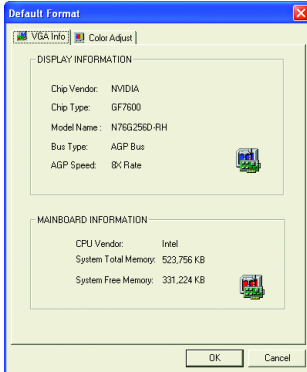 Default Format
VGA Info
Color Adjust
DISPLAY INFORMATION
Chip Vendor: NVIDIA
Chip Type: GF7600
Model Name : N76G256D-RH
Bus Type: AGP Bus
AGP Speed: 8X Rate
MAINBOARD INFORMATION
CPU Vendor: Intel
System Total Memory: 523,756 KB
System Free Memory: 331,224 KB
OK
Cancel